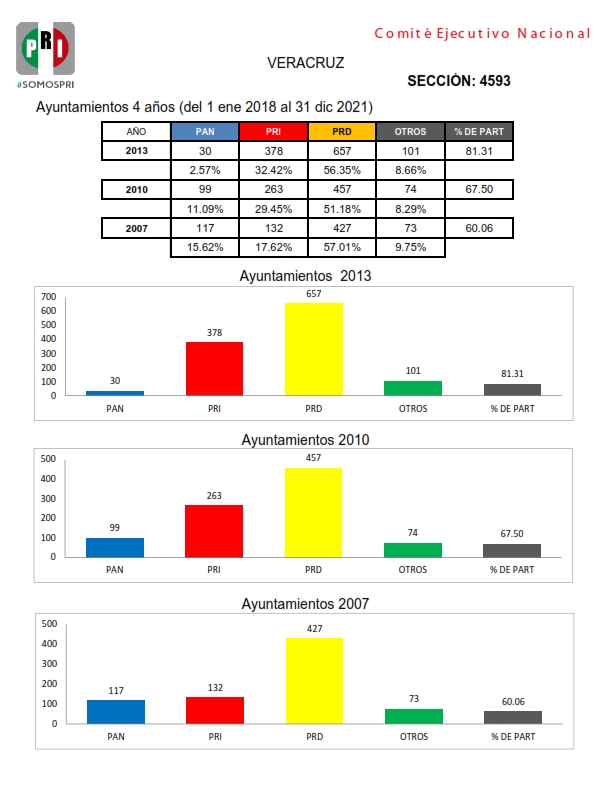 Comité Ejecutivo Nacional
PRI
#SOMOSPRI
VERACRUZ
SECCIÓN: 4593
Ayuntamientos 4 años (del 1 ene 2018 al 31 dic 2021)
AÑO PAN PRI PRD OTROS % DE PART
2013 30 378 657 101 81.31
2.57% 32.42% 56.35% 8.66%
2010 99 263 457 74 67.50
11.09% 29.45% 51.18% 8.29%
2007 117 132 427 73 60.06
15.62% 17.62% 57.01% 9.75%
Ayuntamientos 2013
700
600
500
400
300
200
100
0
30 378 657 101 81.31
PAN PRI PRD OTROS % DE PART
Ayuntamientos 2010
500
400
300
200
100
0
99 263 457 74 67.50
PAN PRI PRD OTROS % DE PART
Ayuntamientos 2007
500
400
300
200
100
0
117 132 427 73 60.06
PAN PRI PRD OTROS % DE PART